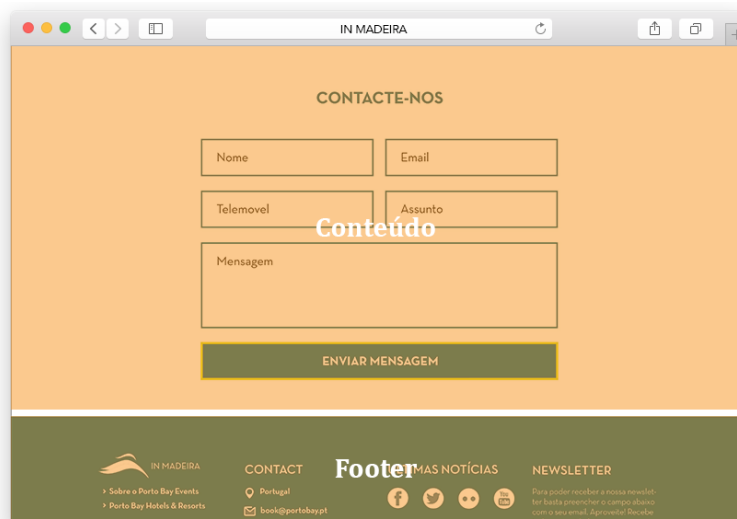 IN MADEIRA
CONTACTE-NOS
Nome
Email
Telemovel
Assunto
Conteúdo
Mensagem
ENVIAR MENSAGEM
IN MADEIRA
> Sobre o Porto Bay Events
> Porto Bay Hotels & Resorts
CONTACT
Portugal
book@portobay.pt
Footer
MAS NOTÍCIAS
You
NEWSLETTER
Para poder receber a nossa newslet-
ter basta preencher o campo abaixo
com o seu email. Aproveite! Recebe